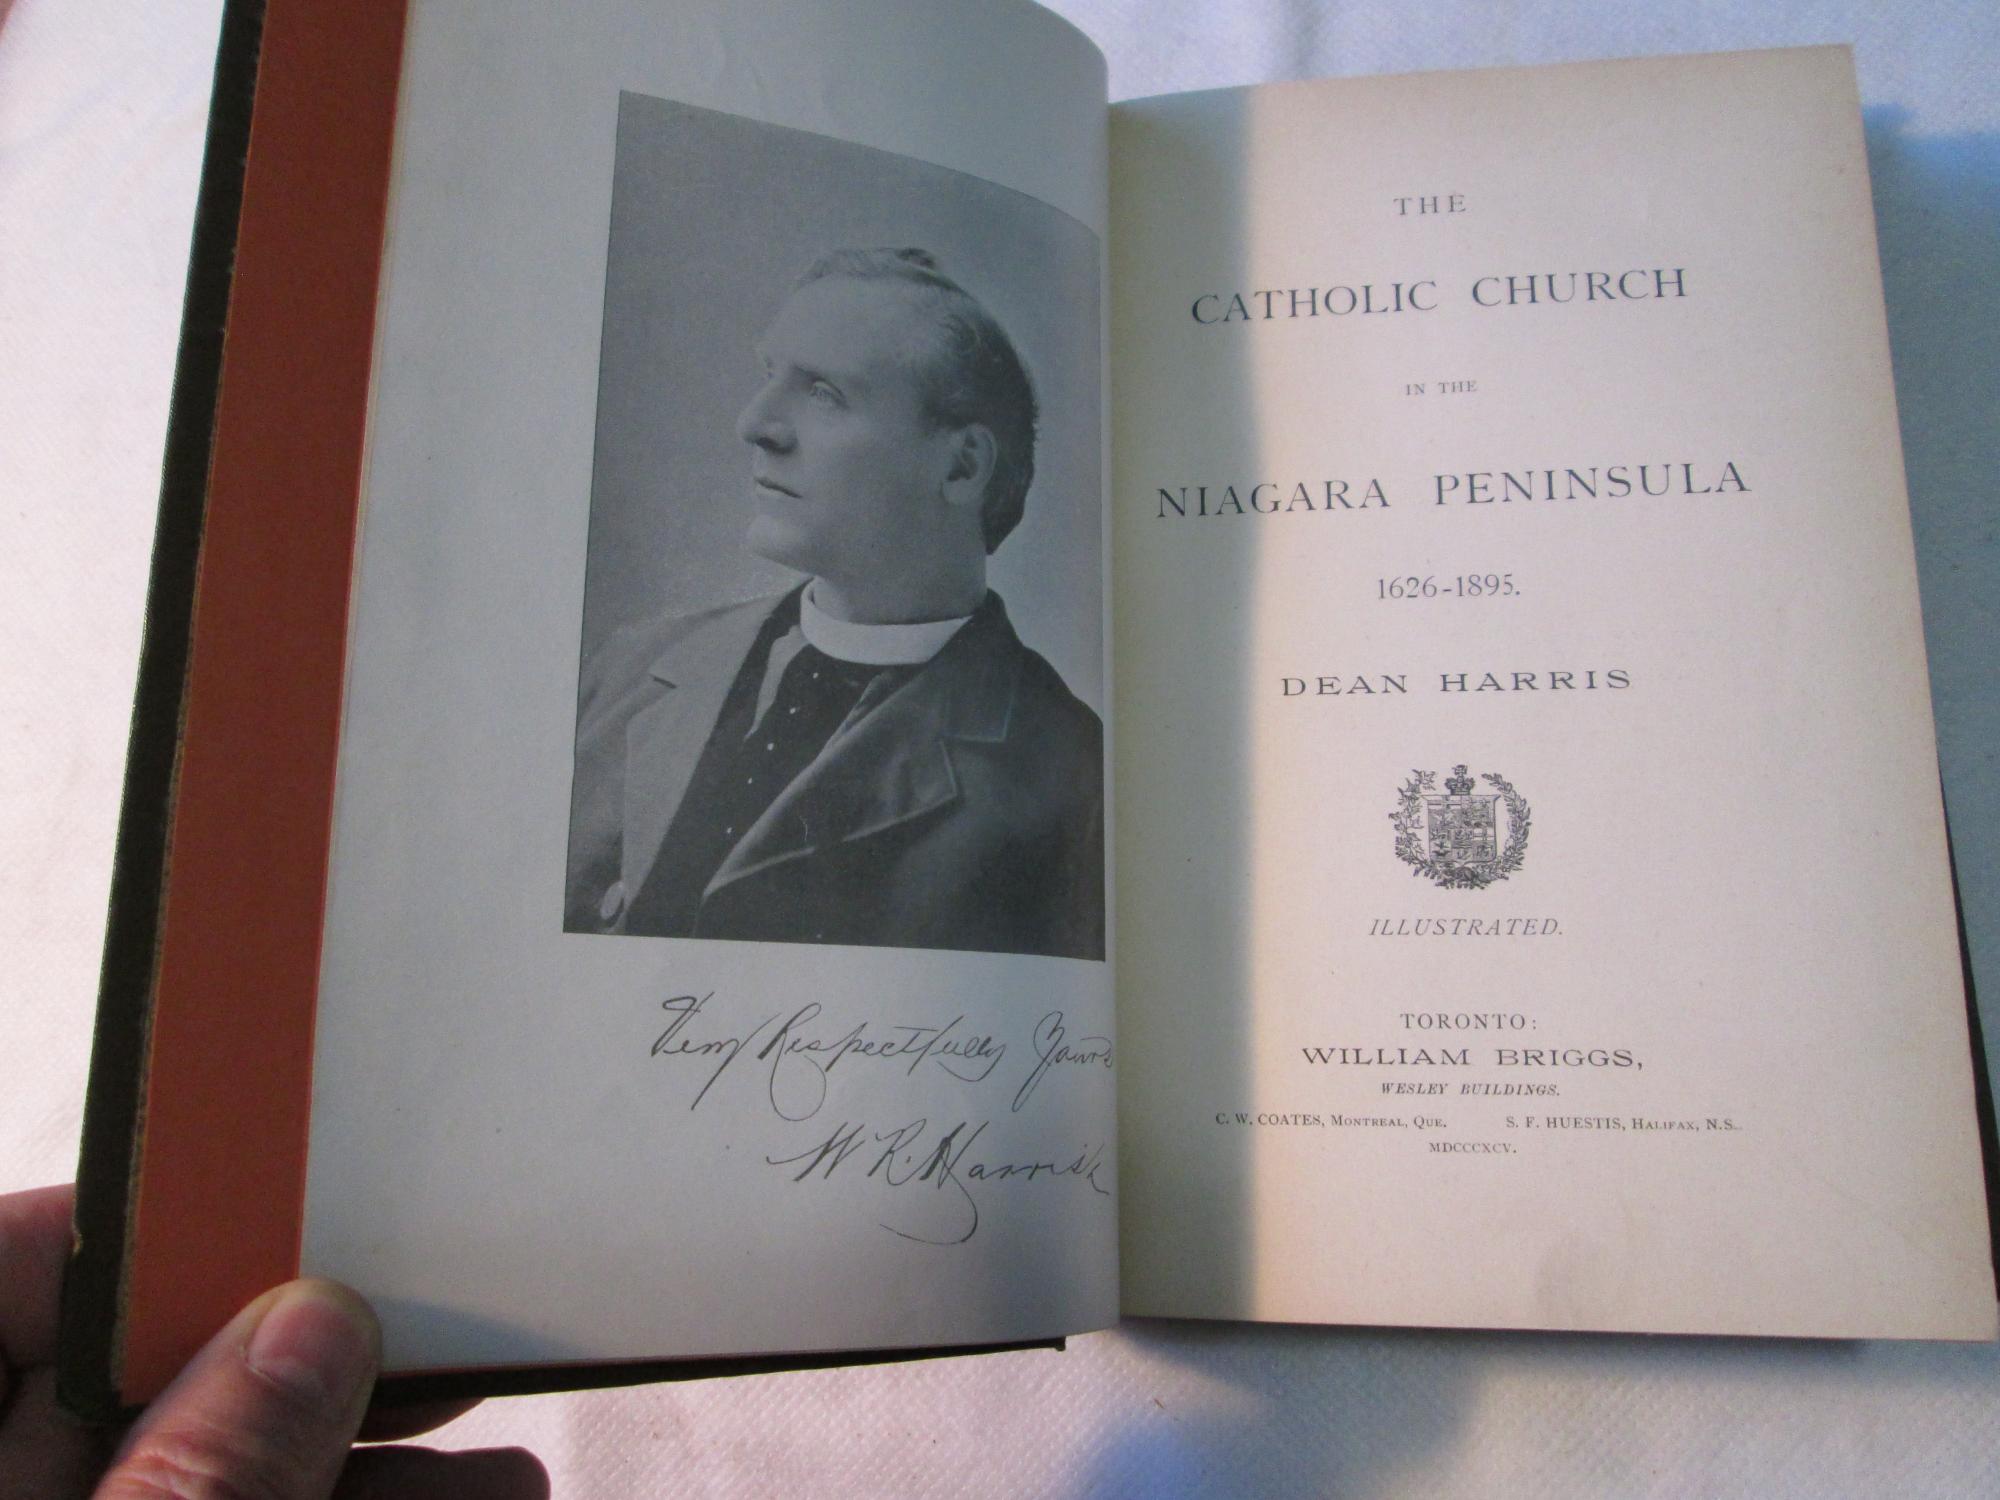 Very Respectfully Yours
W. R. Harris
THE
CATHOLIC CHURCH
IN THE
NIAGARA PENINSULA
1626-1895.
DEAN HARRIS
ILLUSTRATED.
TORONTO:
WILLIAM BRIGGS,
WESLEY BUILDINGS.
C. W. COATES, MONTREAL, QUE. S. F. HUESTIS, HALIFAX, N.S.
MDCCCXCV.